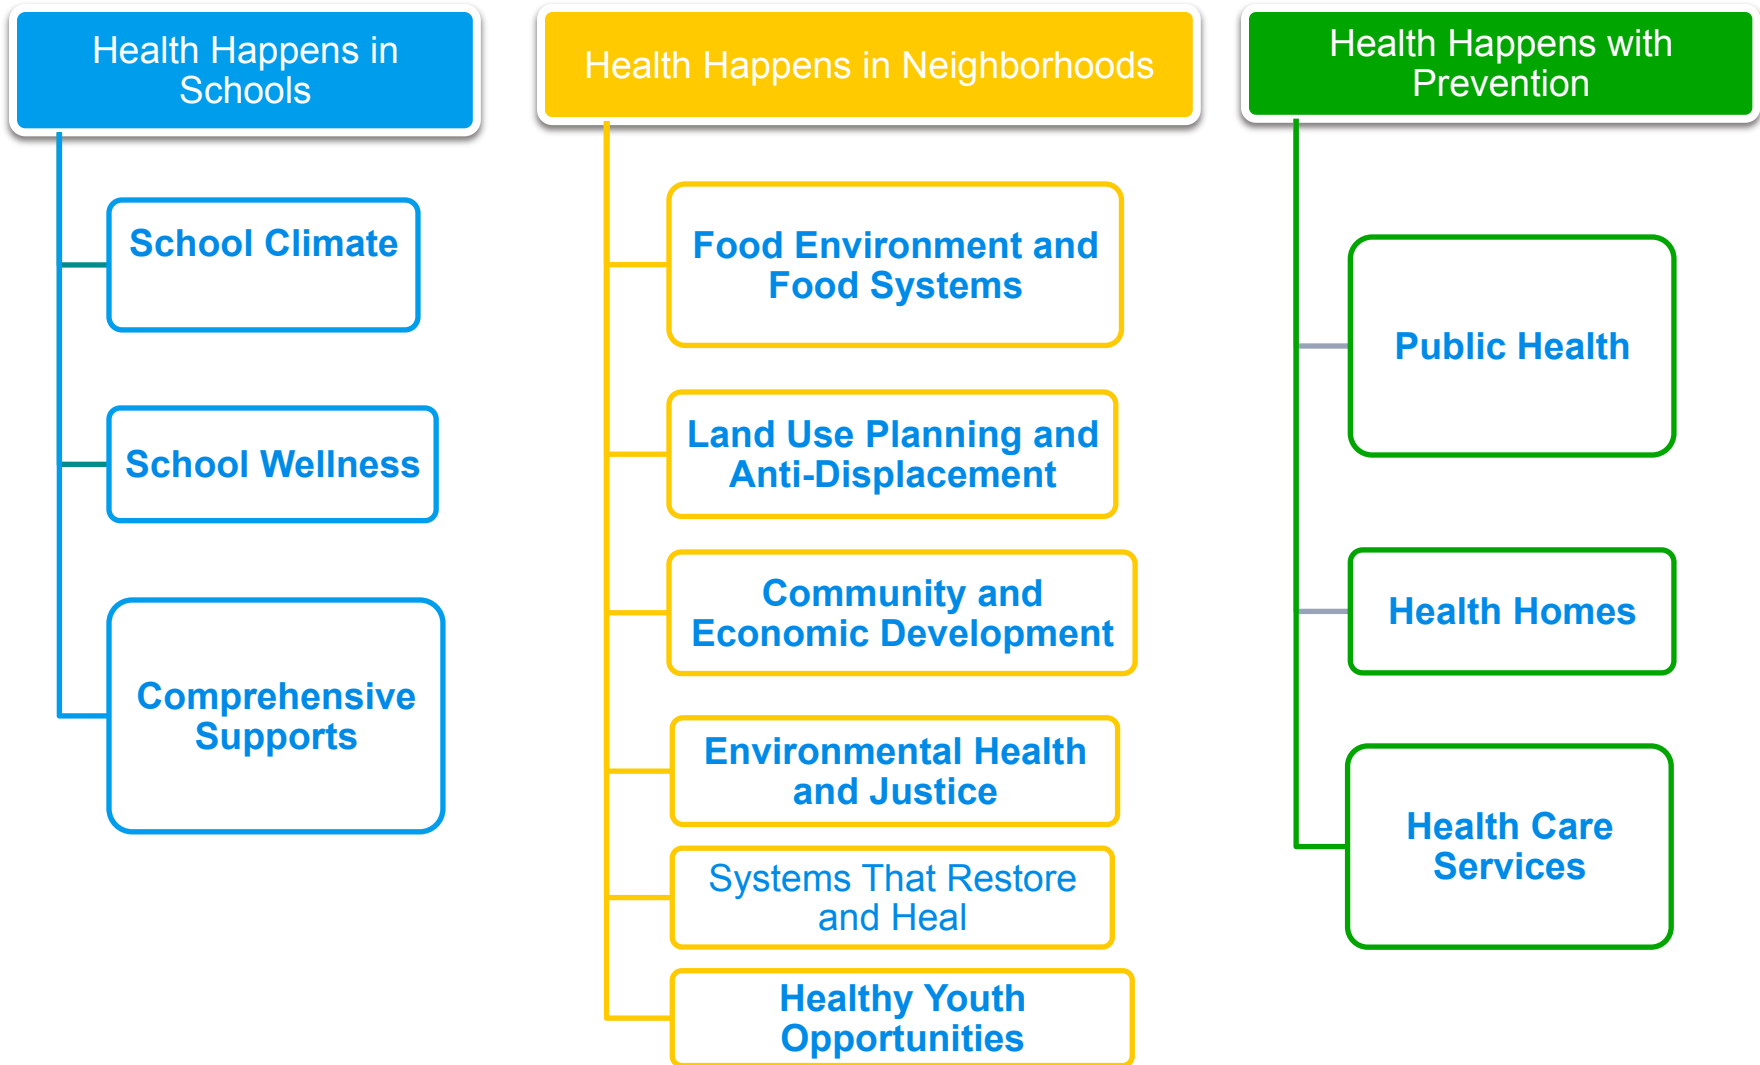 Health Happens in
Schools
School Climate
School Wellness
Comprehensive
Supports
Health Happens in Neighborhoods
Food Environment and
Food Systems
Land Use Planning and
Anti-Displacement
Community and
Economic Development
Environmental Health
and Justice
Systems That Restore
and Heal
Healthy Youth
Opportunities
Health Happens with
Prevention
Public Health
Health Homes
Health Care
Services